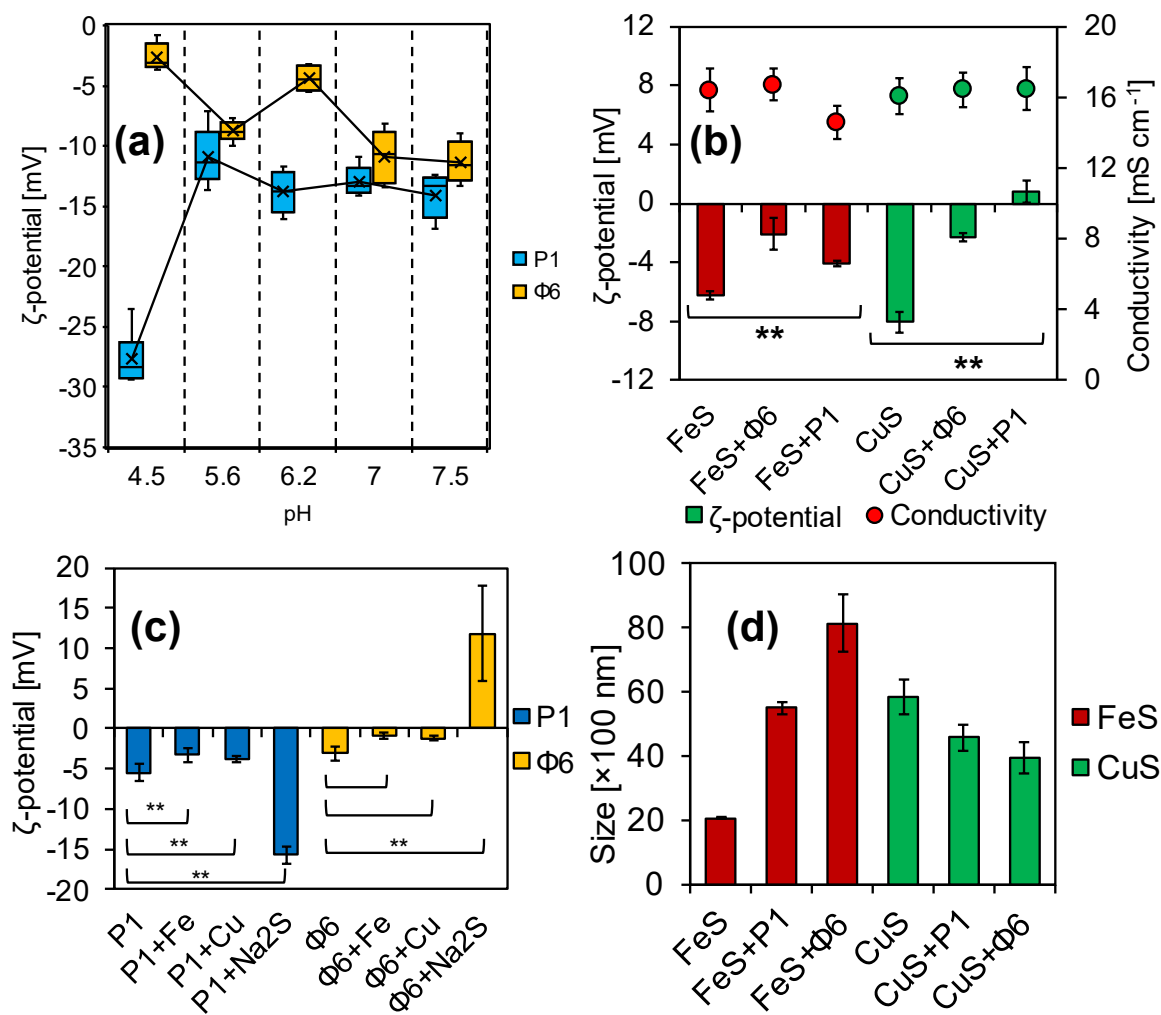 (a)
ζ-potential [mV]
0
-5
-10
-15
-20
-25
-30
-35
4.5 5.6 6.2 7 7.5
pH
P1
Φ6
(b)
ζ-potential [mV]
12
8
4
0
-4
-8
-12
Conductivity [mS cm⁻¹]
20
16
12
8
4
0
** **
FeS
FeS+Φ6
FeS+P1
CuS
CuS+Φ6
CuS+P1
ζ-potential Conductivity
(c)
ζ-potential [mV]
20
15
10
5
0
-5
-10
-15
-20
**
**
**
**
P1
P1+Fe
P1+Cu
P1+Na2S
Φ6
Φ6+Fe
Φ6+Cu
Φ6+Na2S
P1
Φ6
(d)
Size [×100 nm]
100
80
60
40
20
0
FeS
FeS+P1
FeS+Φ6
CuS
CuS+P1
CuS+Φ6
FeS
CuS